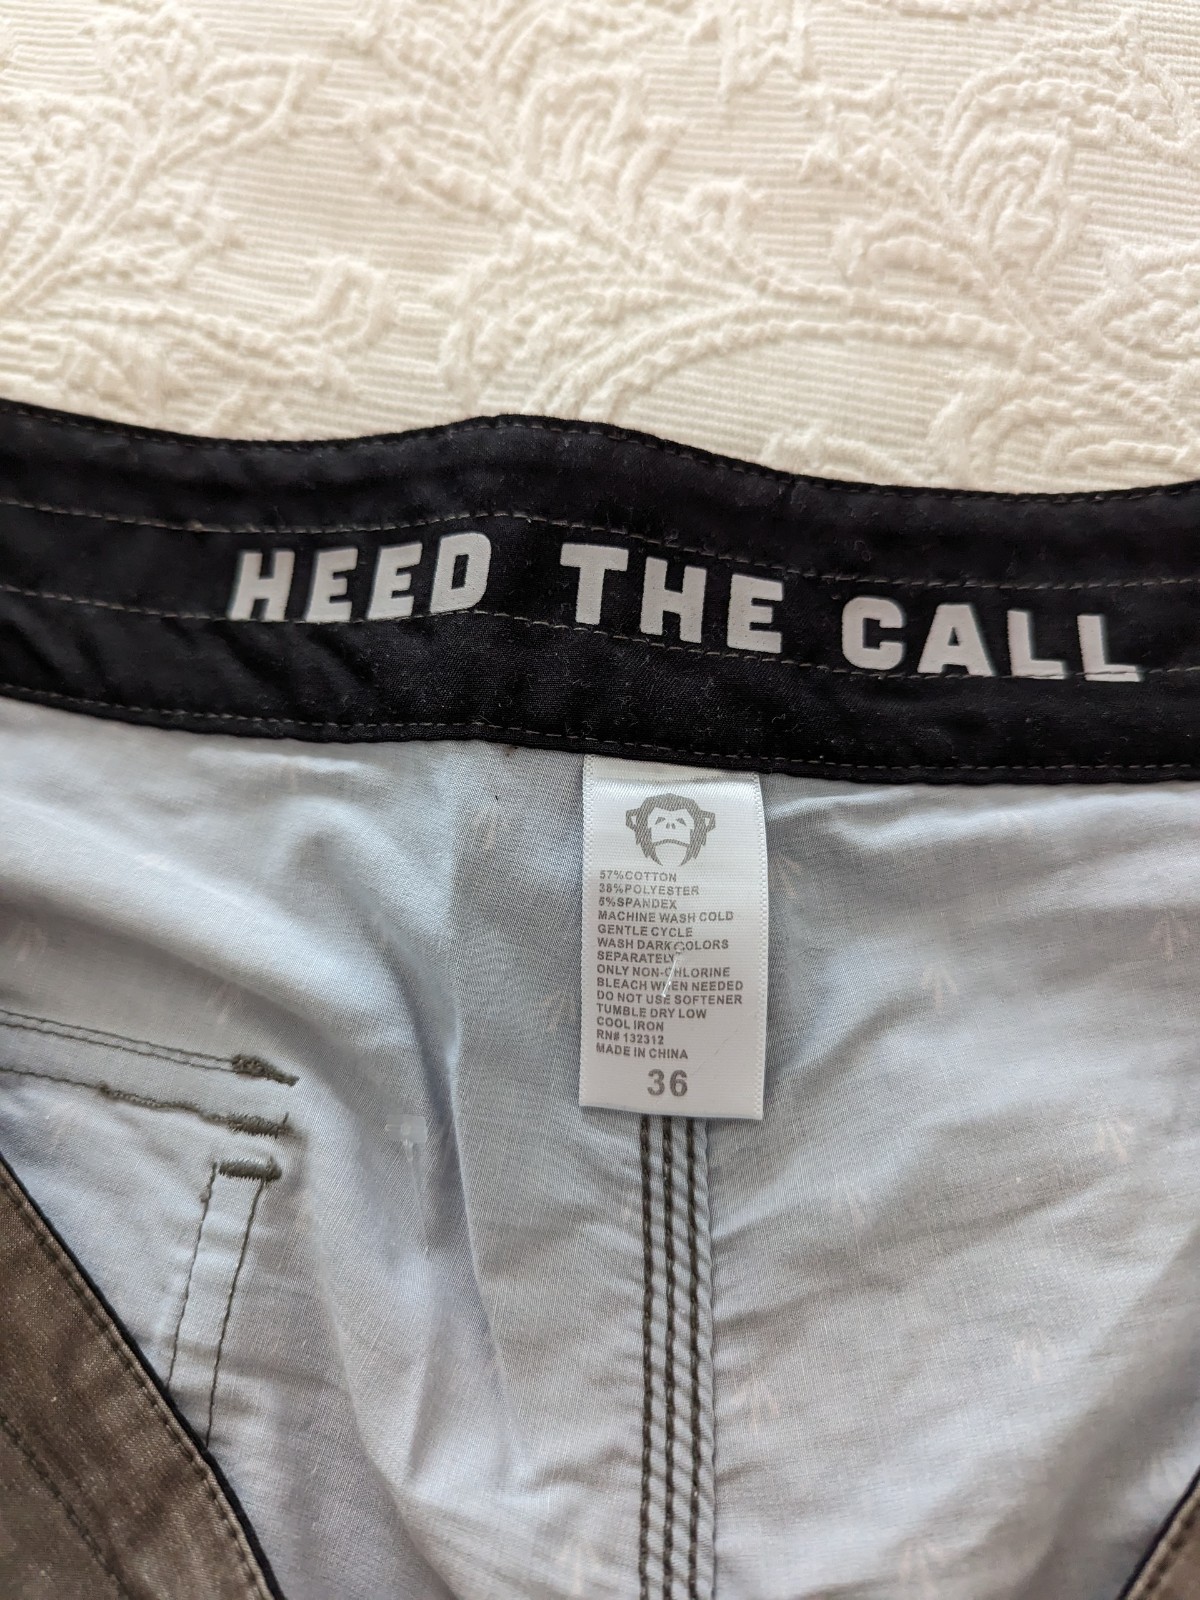 HEED THE CALL
57%COTTON
38%POLYESTER
5%SPANDEX
MACHINE WASH COLD
GENTLE CYCLE
WASH DARK COLORS
SEPARATELY
ONLY NON-CHLORINE
BLEACH WHEN NEEDED
DO NOT USE SOFTENER
TUMBLE DRY LOW
COOL IRON
RN# 132312
MADE IN CHINA
36